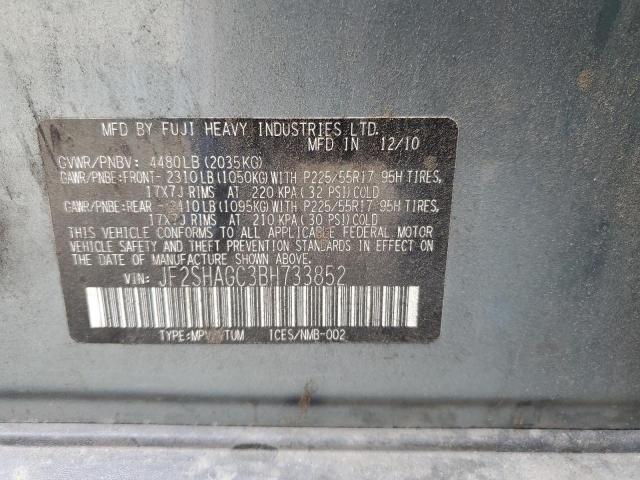 MFD BY FUJI HEAVY INDUSTRIES LTD.
MFD IN 12/10
GVWR/PNBV: 4480LB (2035KG)
GAWR/PNBE:FRONT- 2310LB (1050KG) WITH P225/55R17 95H TIRES,
17X7J RIMS AT 220 KPA (32 PSI) COLD
GAWR/PNBE:REAR - 2410LB (1095KG) WITH P225/55R17 95H TIRES,
17X7J RIMS AT 210 KPA (30 PSI) COLD
THIS VEHICLE CONFORMS TO ALL APPLICABLE FEDERAL MOTOR
VEHICLE SAFETY AND THEFT PREVENTION STANDARDS IN EFFECT
ON THE DATE OF MANUFACTURE SHOWN ABOVE.
VIN: JF2SHAGC3BH733852
TYPE:MPV/VTUM ICES/NMB-002